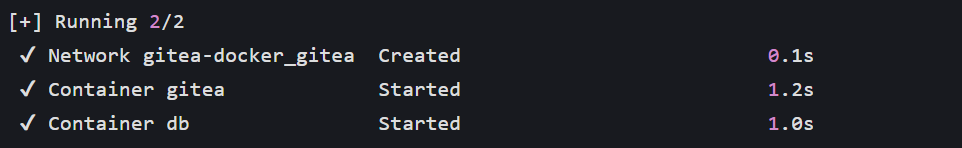 [+] Running 2/2
✓ Network gitea-docker_gitea Created 0.1s
✓ Container gitea Started 1.2s
✓ Container db Started 1.0s